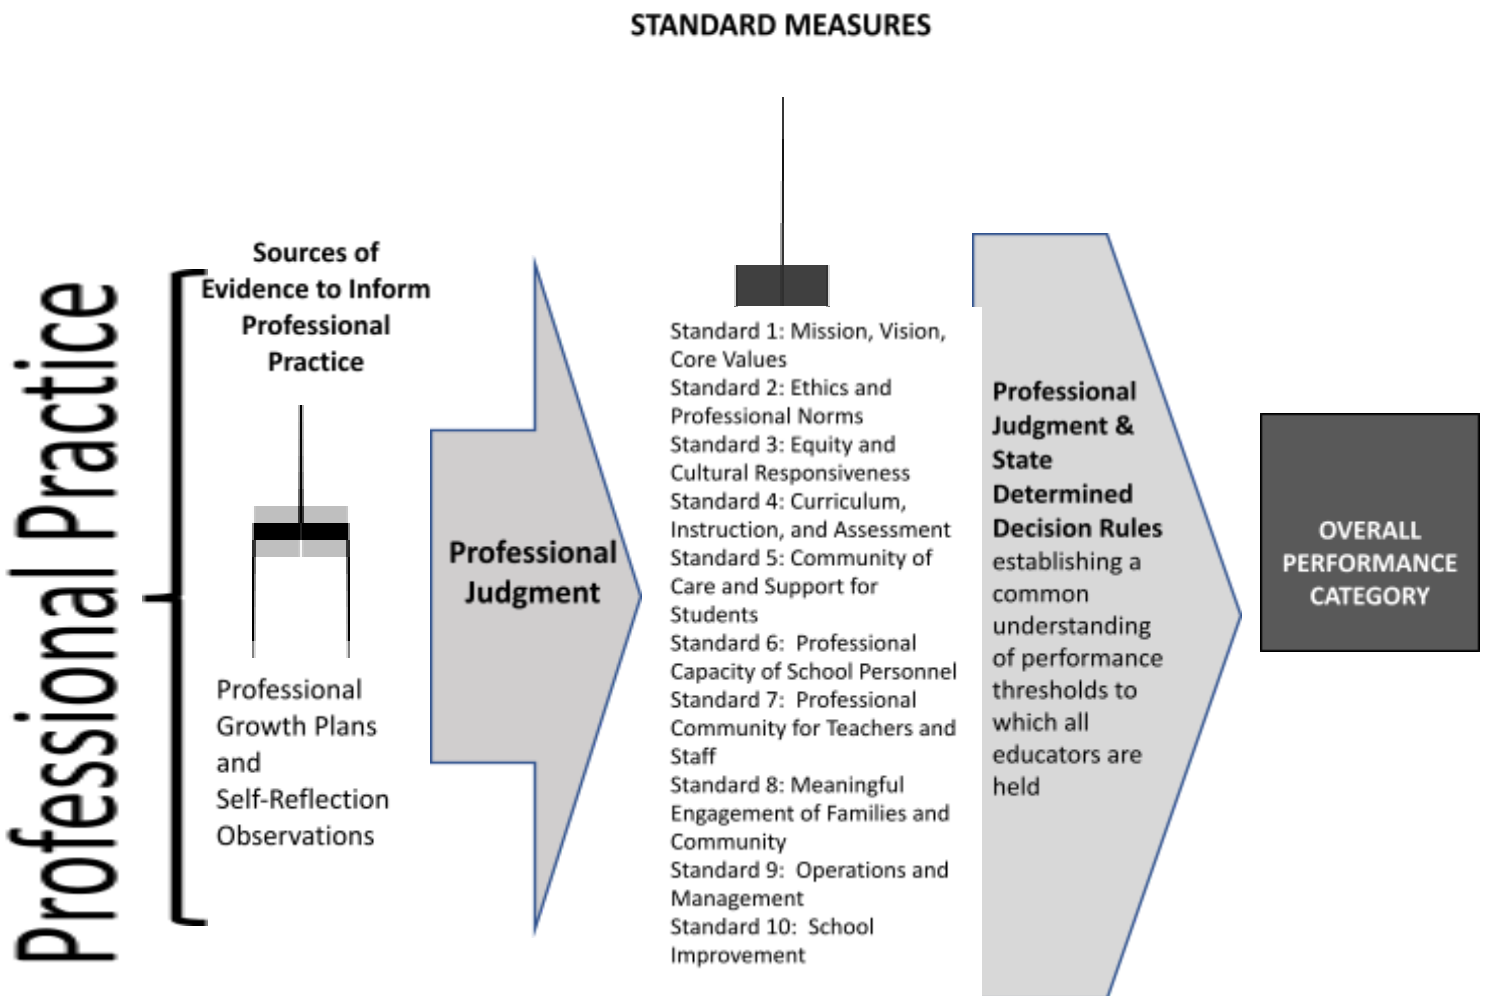 STANDARD MEASURES
Professional Practice
Sources of
Evidence to Inform
Professional
Practice
Professional
Growth Plans
and
Self-Reflection
Observations
Professional
Judgment
Standard 1: Mission, Vision,
Core Values
Standard 2: Ethics and
Professional Norms
Standard 3: Equity and
Cultural Responsiveness
Standard 4: Curriculum,
Instruction, and Assessment
Standard 5: Community of
Care and Support for
Students
Standard 6:  Professional
Capacity of School Personnel
Standard 7:  Professional
Community for Teachers and
Staff
Standard 8: Meaningful
Engagement of Families and
Community
Standard 9:  Operations and
Management
Standard 10:  School
Improvement
Professional
Judgment &
State
Determined
Decision Rules
establishing a
common
understanding
of performance
thresholds to
which all
educators are
held
OVERALL
PERFORMANCE
CATEGORY